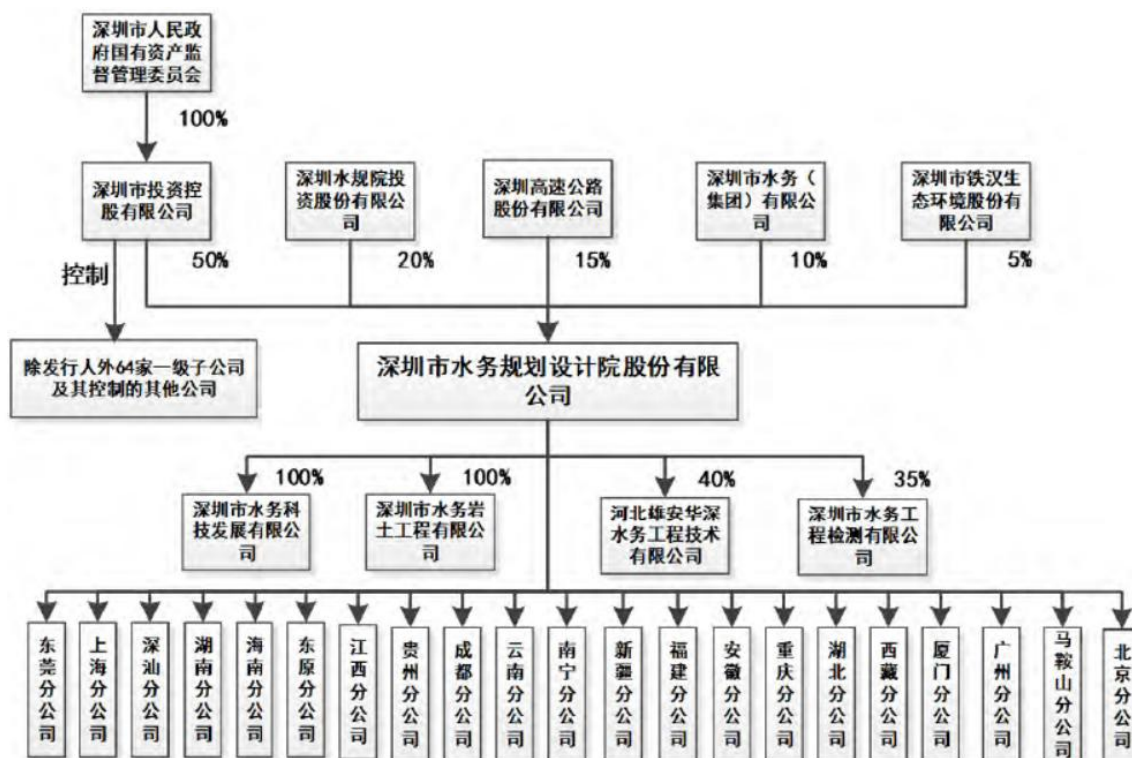 深圳市人民政
府国有资产监
督管理委员会
100%
深圳市投资控
股有限公司
深圳水规院投
资股份有限公
司
深圳高速公路
股份有限公司
深圳市水务（
集团）有限公
司
深圳市铁汉生
态环境股份有
限公司
控制
50%
20%
15%
10%
5%
除发行人外64家一级子公司
及其控制的其他公司
深圳市水务规划设计院股份有限
公司
100%
100%
40%
35%
深圳市水务科
技发展有限公
司
深圳市水务岩
土工程有限公
司
河北雄安华深
水务工程技术
有限公司
深圳市水务工
程检测有限公
司
东莞分公司
上海分公司
深汕分公司
湖南分公司
海南分公司
东原分公司
江西分公司
贵州分公司
成都分公司
云南分公司
南宁分公司
新疆分公司
福建分公司
安徽分公司
重庆分公司
湖北分公司
西藏分公司
厦门分公司
广州分公司
马鞍山分公司
北京分公司